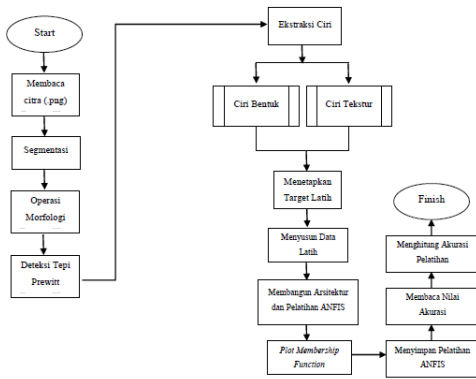 Start
Membaca
citra (.png)
Segmentasi
Operasi
Morfologi
Deteksi Tepi
Prewitt
Ekstraksi Ciri
Ciri Bentuk
Ciri Tekstur
Menetapkan
Target Latih
Menyusun Data
Latih
Membangun Arsitektur
dan Pelatihan ANFIS
Plot Membership
Function
Menyimpan Pelatihan
ANFIS
Membaca Nilai
Akurasi
Menghitung Akurasi
Pelatihan
Finish